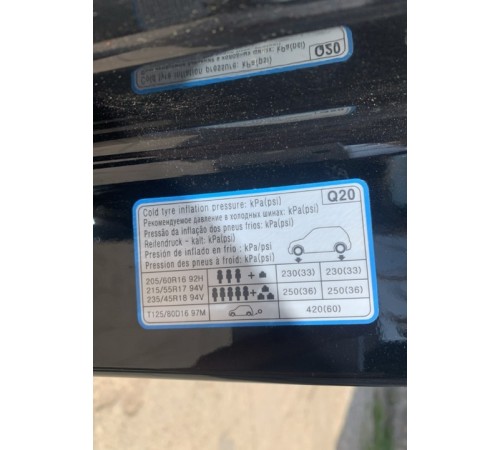 Cold tyre inflation pressure: kPa(psi) Q20
Рекомендуемое давление в холодных шинах: kPa(psi)
Pressão da inflação dos pneus frios: kPa(psi)
Reifendruck - kalt: kPa(psi)
Presión de inflado en frio : kPa/psi
Pression des pneus à froid: kPa(psi)
205/60R16 92H + 230(33) 230(33)
215/55R17 94V
235/45R18 94V + 250(36) 250(36)
T125/80D16 97M 420(60)